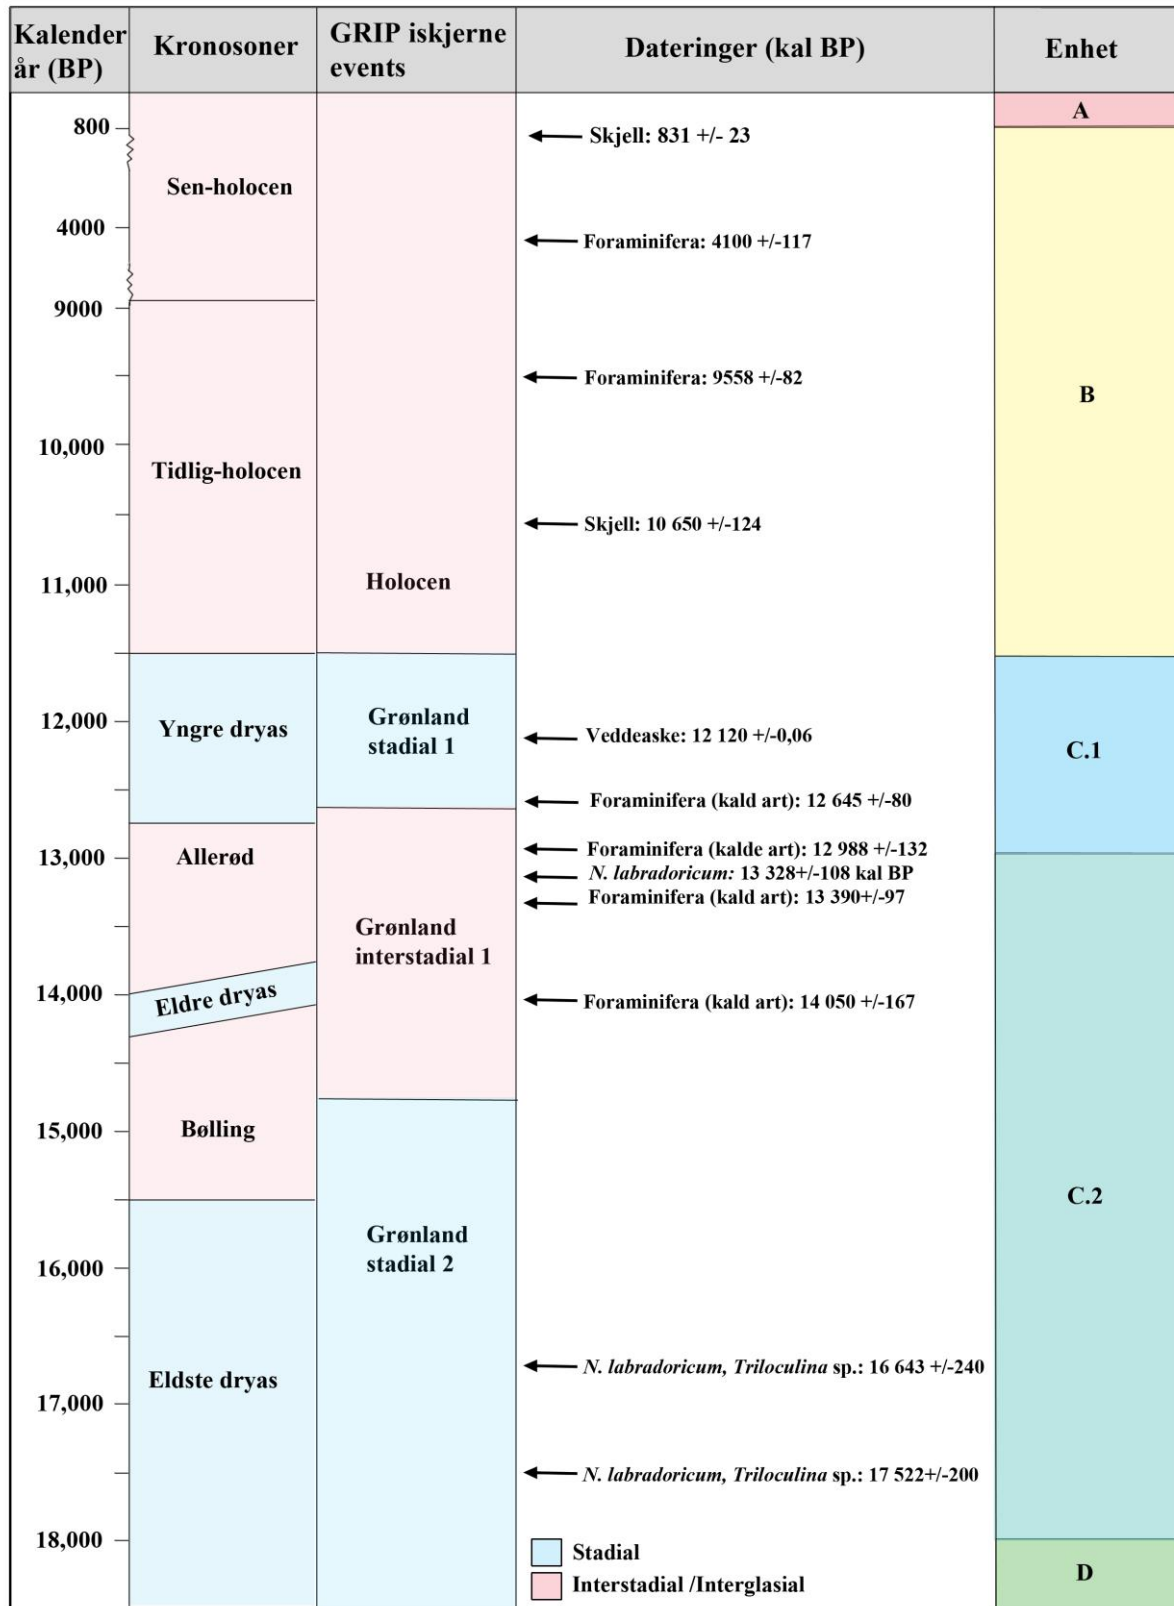 Kalender
år (BP)
Kronosoner
GRIP iskjerne
events
Dateringer (kal BP)
Enhet
800
4000
9000
10,000
11,000
12,000
13,000
14,000
15,000
16,000
17,000
18,000
Sen-holocen
Tidlig-holocen
Yngre dryas
Allerød
Eldre dryas
Bølling
Eldste dryas
Holocen
Grønland
stadial 1
Grønland
interstadial 1
Grønland
stadial 2
Skjell: 831 +/- 23
Foraminifera: 4100 +/-117
Foraminifera: 9558 +/-82
Skjell: 10 650 +/-124
Veddeaske: 12 120 +/-0,06
Foraminifera (kald art): 12 645 +/-80
Foraminifera (kalde art): 12 988 +/-132
N. labradoricum: 13 328+/-108 kal BP
Foraminifera (kald art): 13 390+/-97
Foraminifera (kald art): 14 050 +/-167
N. labradoricum, Triloculina sp.: 16 643 +/-240
N. labradoricum, Triloculina sp.: 17 522+/-200
Stadial
Interstadial /Interglasial
A
B
C.1
C.2
D